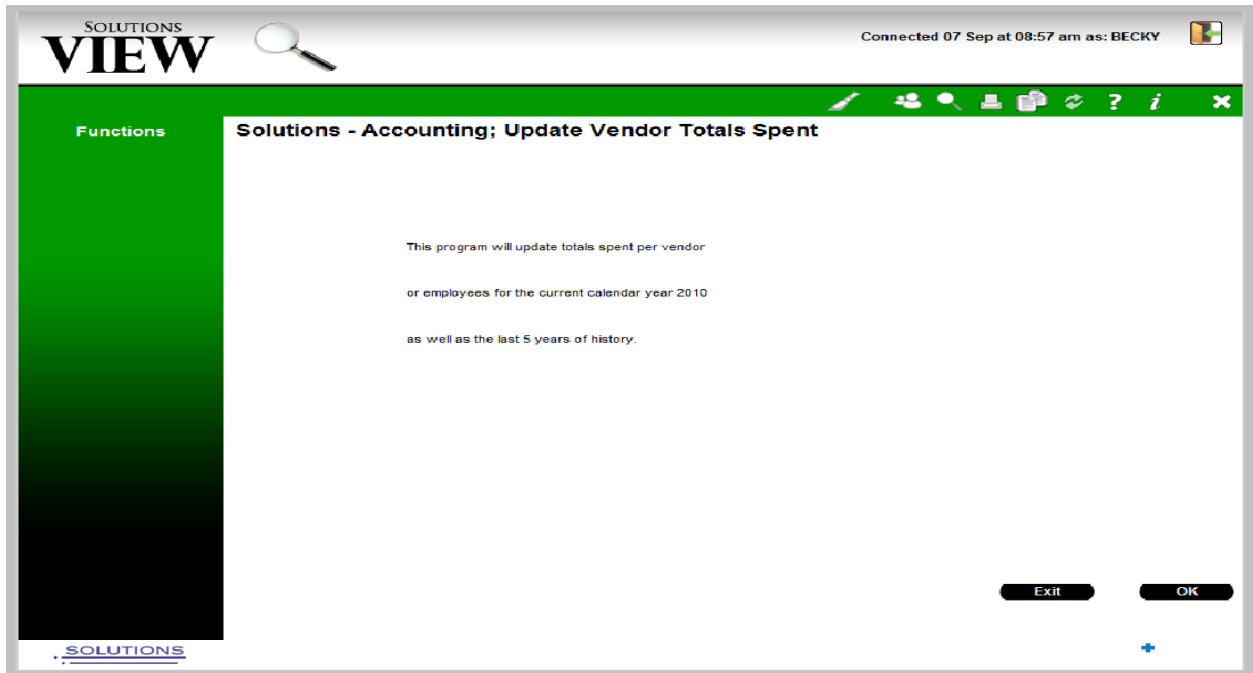 SOLUTIONS
VIEW
Connected 07 Sep at 08:57 am as: BECKY
? i
Functions
Solutions - Accounting; Update Vendor Totals Spent
This program will update totals spent per vendor
or employees for the current calendar year 2010
as well as the last 5 years of history.
Exit
OK
SOLUTIONS